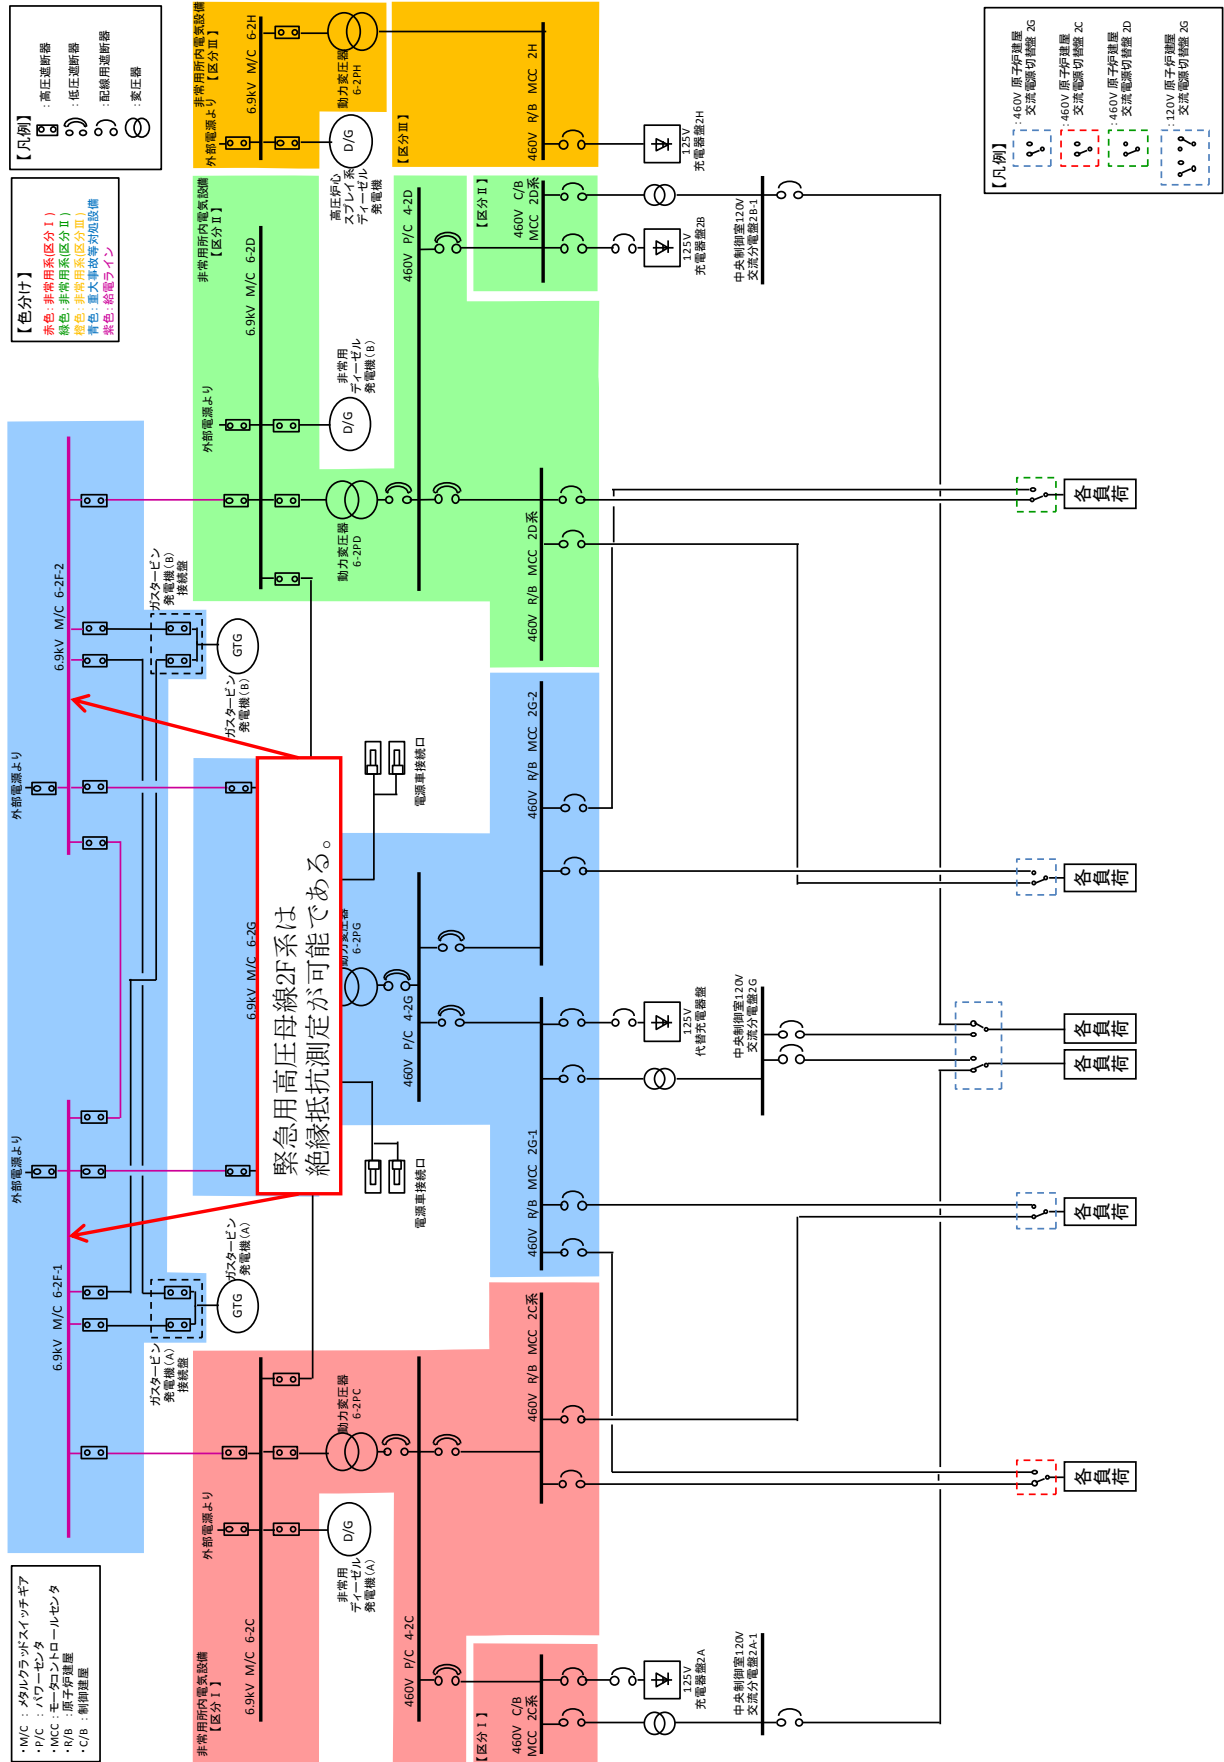 ・M/C ： メタルクラッドスイッチギア
・P/C ： パワーセンタ
・MCC ： モータコントロールセンタ
・R/B ： 原子炉建屋
・C/B ： 制御建屋
【色分け】
赤色：非常用系(区分Ⅰ)
緑色：非常用系(区分Ⅱ)
橙色：非常用系(区分Ⅲ)
青色：重大事故等対処設備
紫色：給電ライン
【凡例】
：高圧遮断器
：低圧遮断器
：配線用遮断器
：変圧器
外部電源より
6.9kV M/C 6-2F-1
外部電源より
6.9kV M/C 6-2F-2
ガスタービン
発電機(A)
接続盤
GTG
ガスタービン
発電機(A)
ガスタービン
発電機(B)
接続盤
GTG
ガスタービン
発電機(B)
非常用所内電気設備
【区分Ⅰ】
外部電源より
6.9kV M/C 6-2C
D/G
非常用
ディーゼル
発電機(A)
動力変圧器
6-2PC
460V P/C 4-2C
【区分Ⅰ】
460V C/B
MCC 2C系
460V R/B MCC 2C系
125V
充電器盤2A
中央制御室120V
交流分電盤2A-1
6.9kV M/C 6-2G
緊急用高圧母線2F系は
絶縁抵抗測定が可能である。
動力変圧器
6-2PG
電源車接続口
電源車接続口
460V P/C 4-2G
460V R/B MCC 2G-1
460V R/B MCC 2G-2
125V
代替充電器盤
中央制御室120V
交流分電盤2G
非常用所内電気設備
【区分Ⅱ】
外部電源より
6.9kV M/C 6-2D
D/G
非常用
ディーゼル
発電機(B)
動力変圧器
6-2PD
460V P/C 4-2D
【区分Ⅱ】
460V C/B
MCC 2D系
460V R/B MCC 2D系
125V
充電器盤2B
中央制御室120V
交流分電盤2B-1
非常用所内電気設備
【区分Ⅲ】
外部電源より
6.9kV M/C 6-2H
D/G
高圧炉心
スプレイ系
ディーゼル
発電機
動力変圧器
6-2PH
【区分Ⅲ】
460V R/B MCC 2H
125V
充電器盤2H
各負荷
各負荷
各負荷
各負荷
各負荷
各負荷
【凡例】
：460V 原子炉建屋
交流電源切替盤 2G
：460V 原子炉建屋
交流電源切替盤 2C
：460V 原子炉建屋
交流電源切替盤 2D
：120V 原子炉建屋
交流電源切替盤 2G